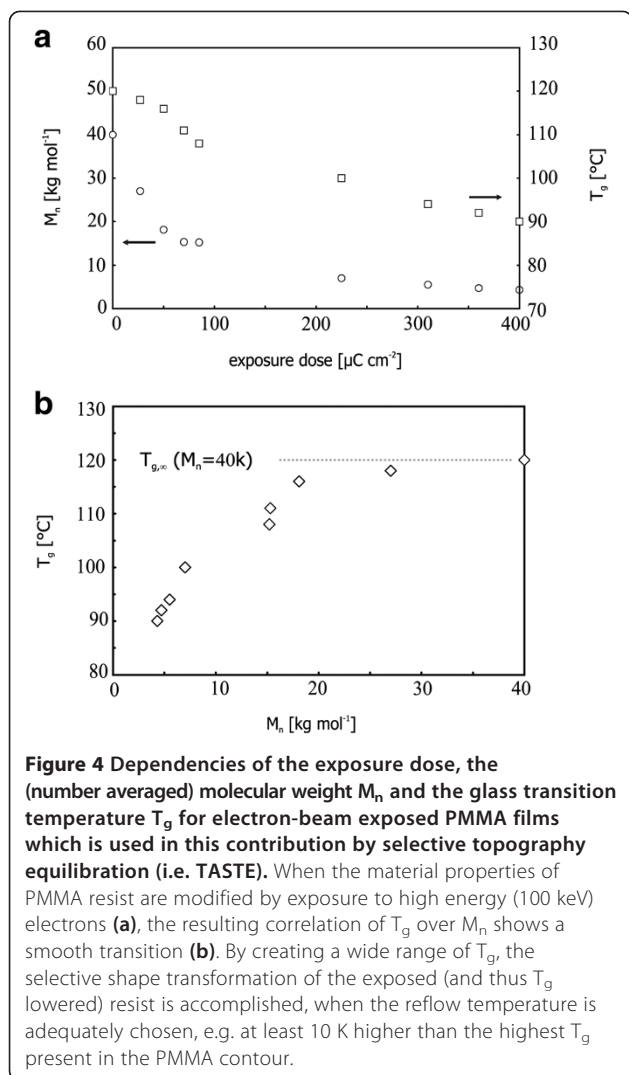 a
60
50
40
30
20
10
0
M_n [kg mol⁻¹]
130
120
110
100
90
80
70
T_g [°C]
0 100 200 300 400
exposure dose [µC cm⁻²]
b
130
120
110
100
90
80
T_g [°C]
T_g,∞ (M_n=40k)
0 10 20 30 40
M_n [kg mol⁻¹]
Figure 4 Dependencies of the exposure dose, the
(number averaged) molecular weight M_n and the glass transition
temperature T_g for electron-beam exposed PMMA films
which is used in this contribution by selective topography
equilibration (i.e. TASTE). When the material properties of
PMMA resist are modified by exposure to high energy (100 keV)
electrons (a), the resulting correlation of T_g over M_n shows a
smooth transition (b). By creating a wide range of T_g, the
selective shape transformation of the exposed (and thus T_g
lowered) resist is accomplished, when the reflow temperature is
adequately chosen, e.g. at least 10 K higher than the highest T_g
present in the PMMA contour.